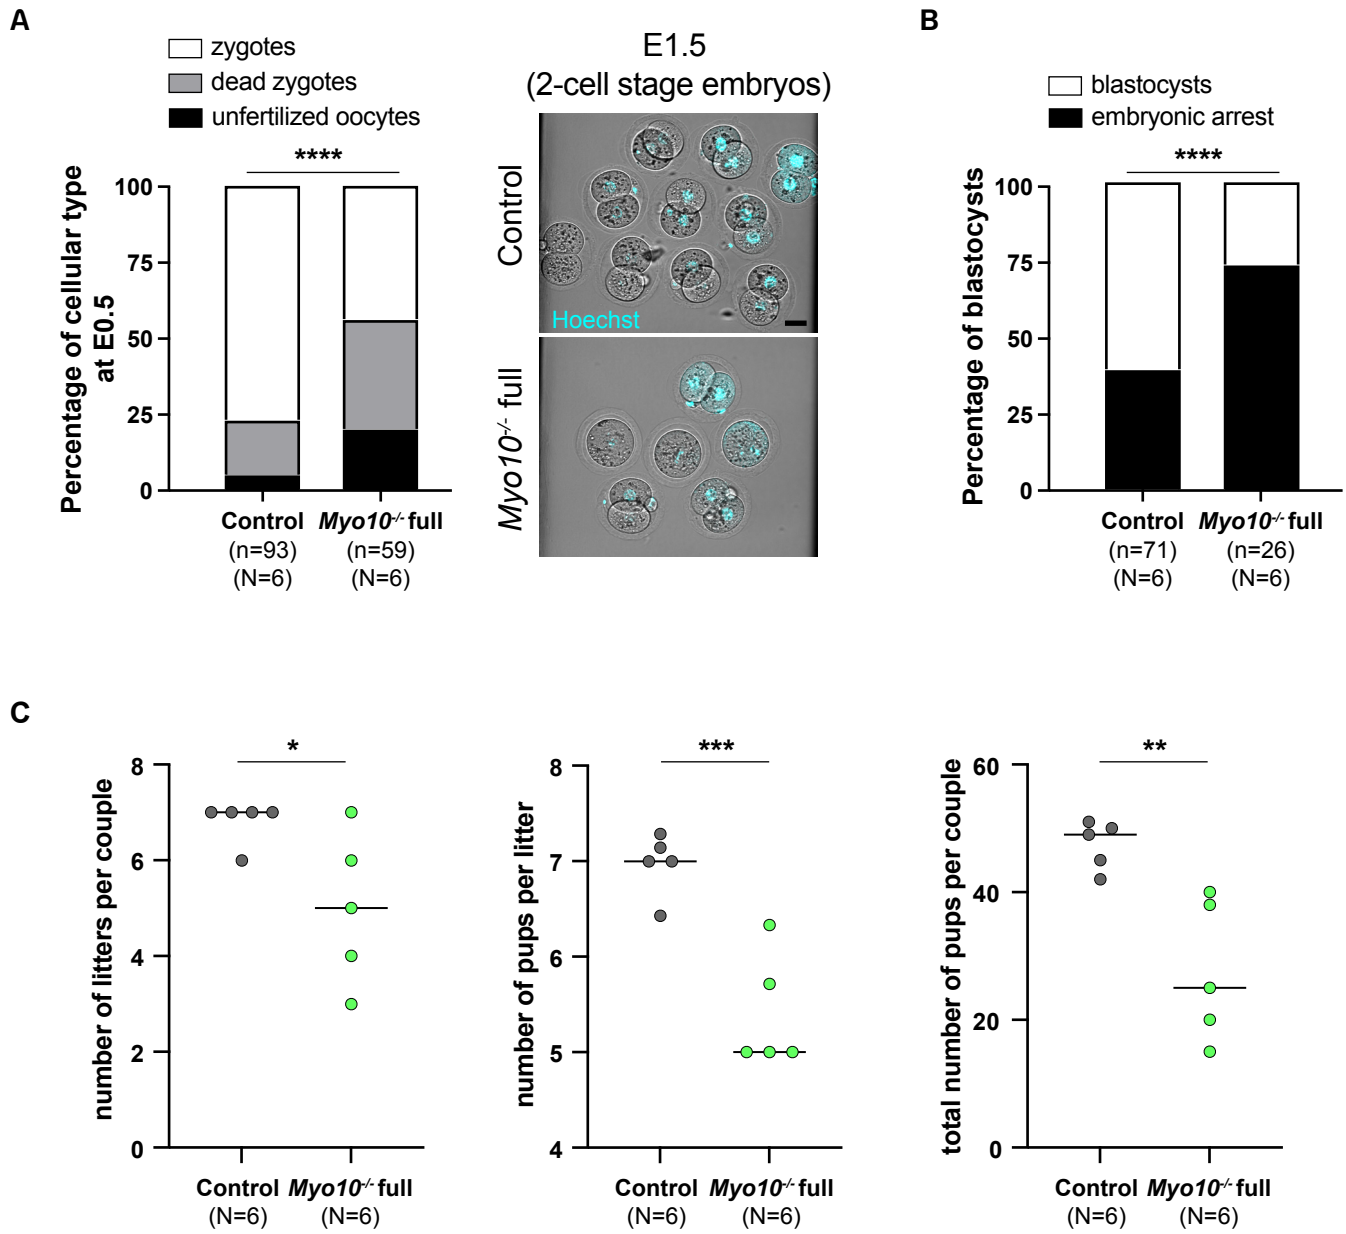 A
zygotes
dead zygotes
unfertilized oocytes
****
Percentage of cellular type
at E0.5
100
75
50
25
0
Control
(n=93)
(N=6)
Myo10-/- full
(n=59)
(N=6)
E1.5
(2-cell stage embryos)
Control
Hoechst
Myo10-/- full
B
blastocysts
embryonic arrest
****
Percentage of blastocysts
100
75
50
25
0
Control
(n=71)
(N=6)
Myo10-/- full
(n=26)
(N=6)
C
*
number of litters per couple
8
6
4
2
0
Control
(N=6)
Myo10-/- full
(N=6)
***
number of pups per litter
8
7
6
5
4
Control
(N=6)
Myo10-/- full
(N=6)
**
total number of pups per couple
60
40
20
0
Control
(N=6)
Myo10-/- full
(N=6)